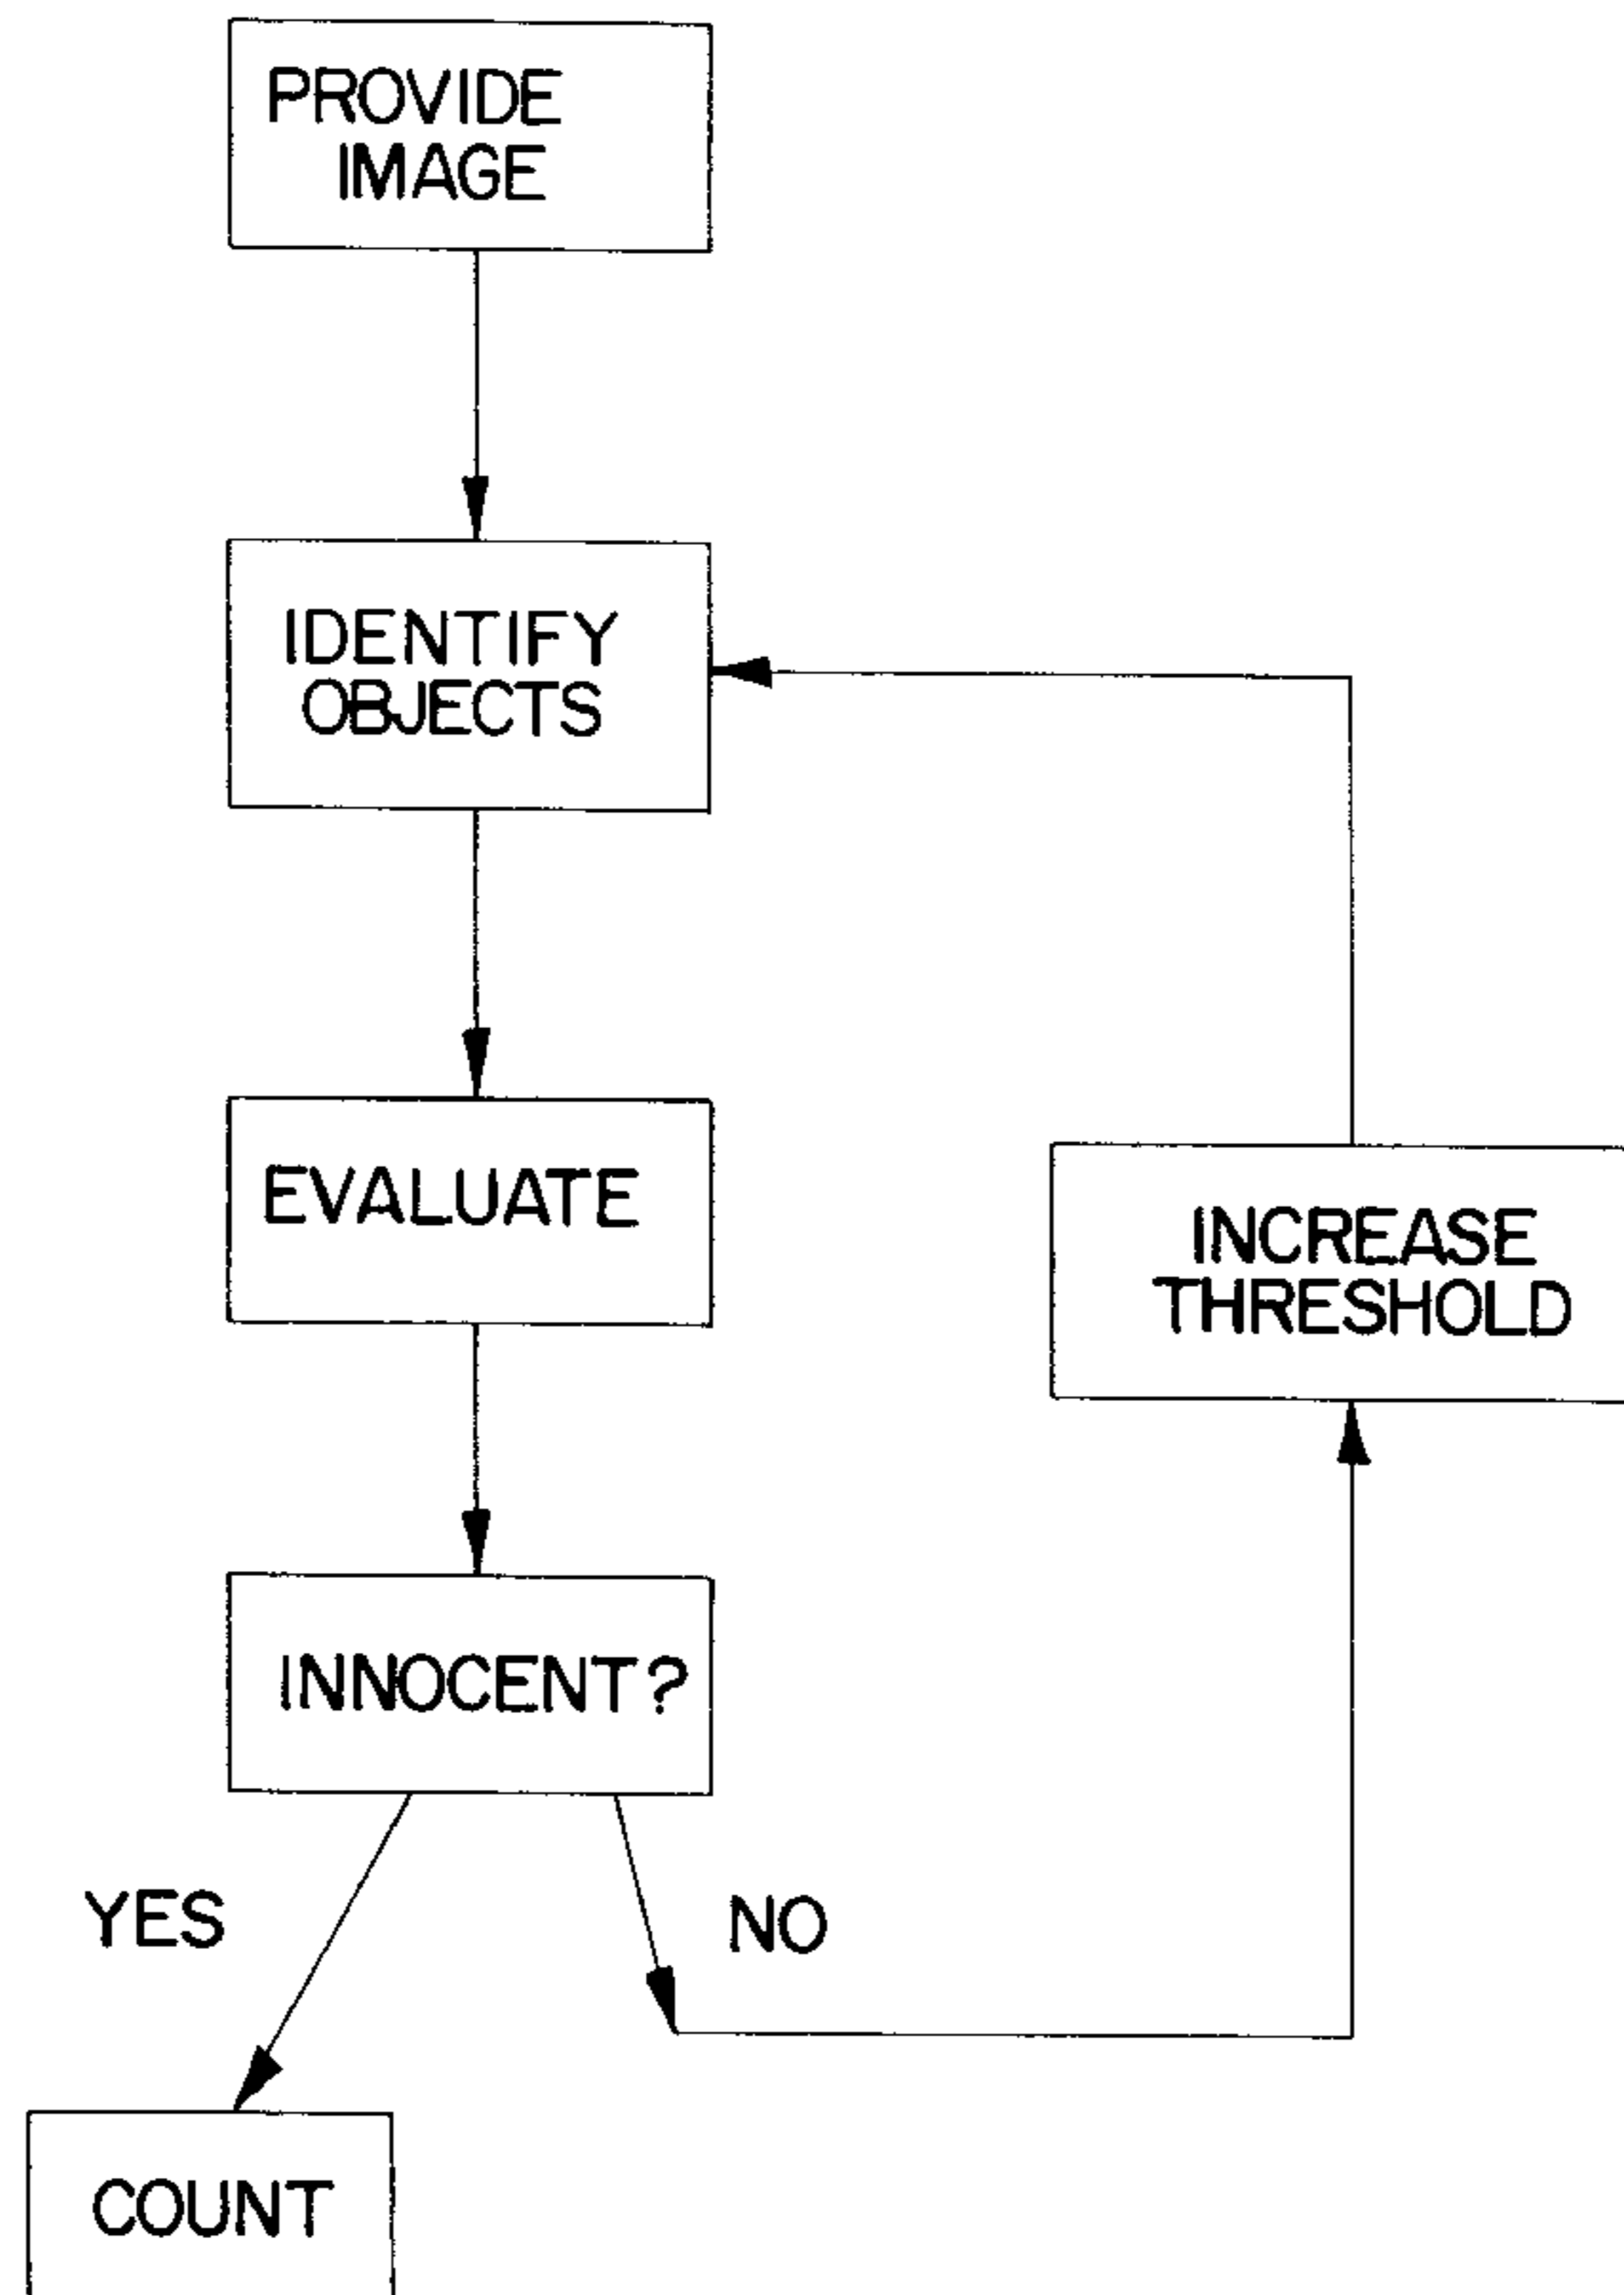 PROVIDE
IMAGE
IDENTIFY
OBJECTS
EVALUATE
INCREASE
THRESHOLD
INNOCENT?
YES
NO
COUNT